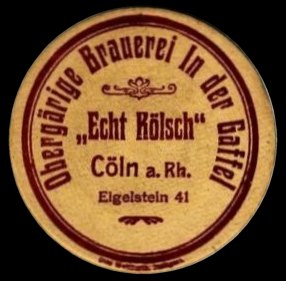 Obergärige Brauerei In der Gaffel
„Echt Kölsch“
Cöln a. Rh.
Eigelstein 41